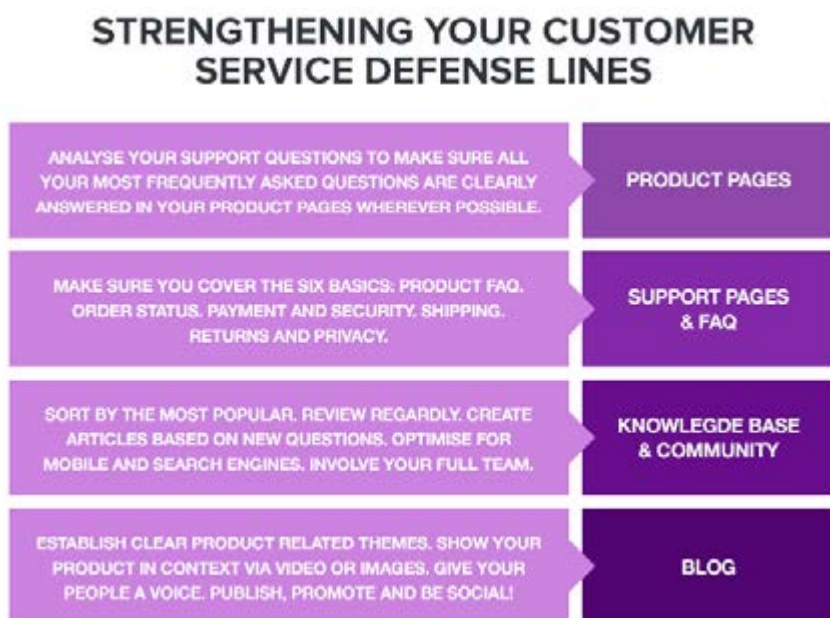 STRENGTHENING YOUR CUSTOMER
SERVICE DEFENSE LINES
ANALYSE YOUR SUPPORT QUESTIONS TO MAKE SURE ALL
YOUR MOST FREQUENTLY ASKED QUESTIONS ARE CLEARLY
ANSWERED IN YOUR PRODUCT PAGES WHEREVER POSSIBLE.
PRODUCT PAGES
MAKE SURE YOU COVER THE SIX BASICS: PRODUCT FAQ.
ORDER STATUS. PAYMENT AND SECURITY. SHIPPING.
RETURNS AND PRIVACY.
SUPPORT PAGES
& FAQ
SORT BY THE MOST POPULAR. REVIEW REGARDLY. CREATE
ARTICLES BASED ON NEW QUESTIONS. OPTIMISE FOR
MOBILE AND SEARCH ENGINES. INVOLVE YOUR FULL TEAM.
KNOWLEGDE BASE
& COMMUNITY
ESTABLISH CLEAR PRODUCT RELATED THEMES. SHOW YOUR
PRODUCT IN CONTEXT VIA VIDEO OR IMAGES. GIVE YOUR
PEOPLE A VOICE. PUBLISH, PROMOTE AND BE SOCIAL!
BLOG